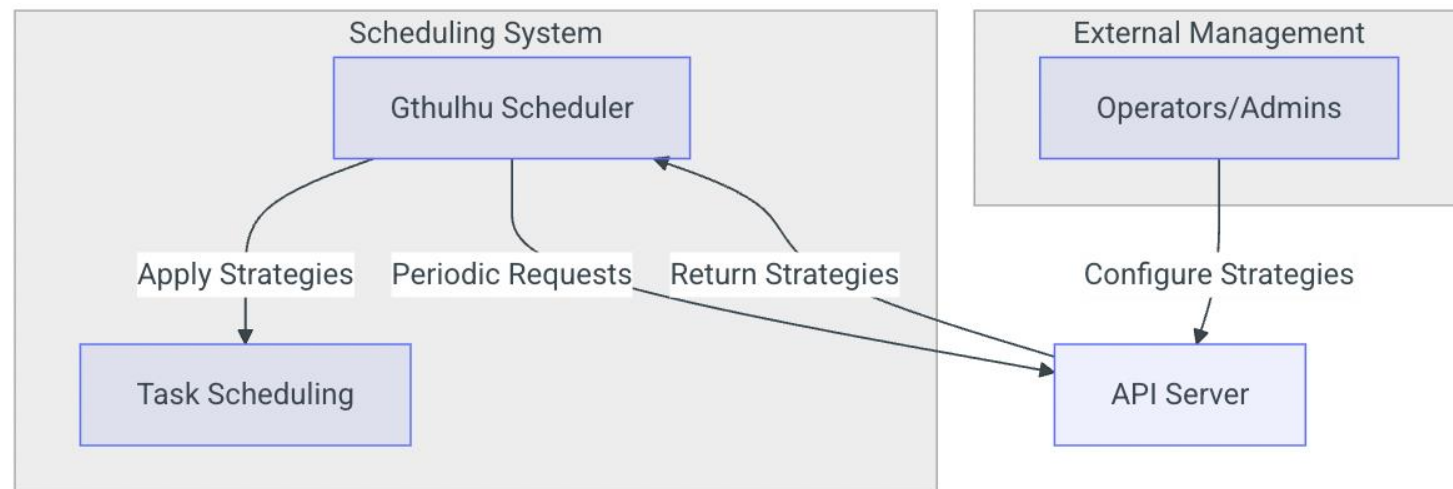 Scheduling System
External Management
Gthulhu Scheduler
Operators/Admins
Apply Strategies
Periodic Requests
Return Strategies
Configure Strategies
Task Scheduling
API Server